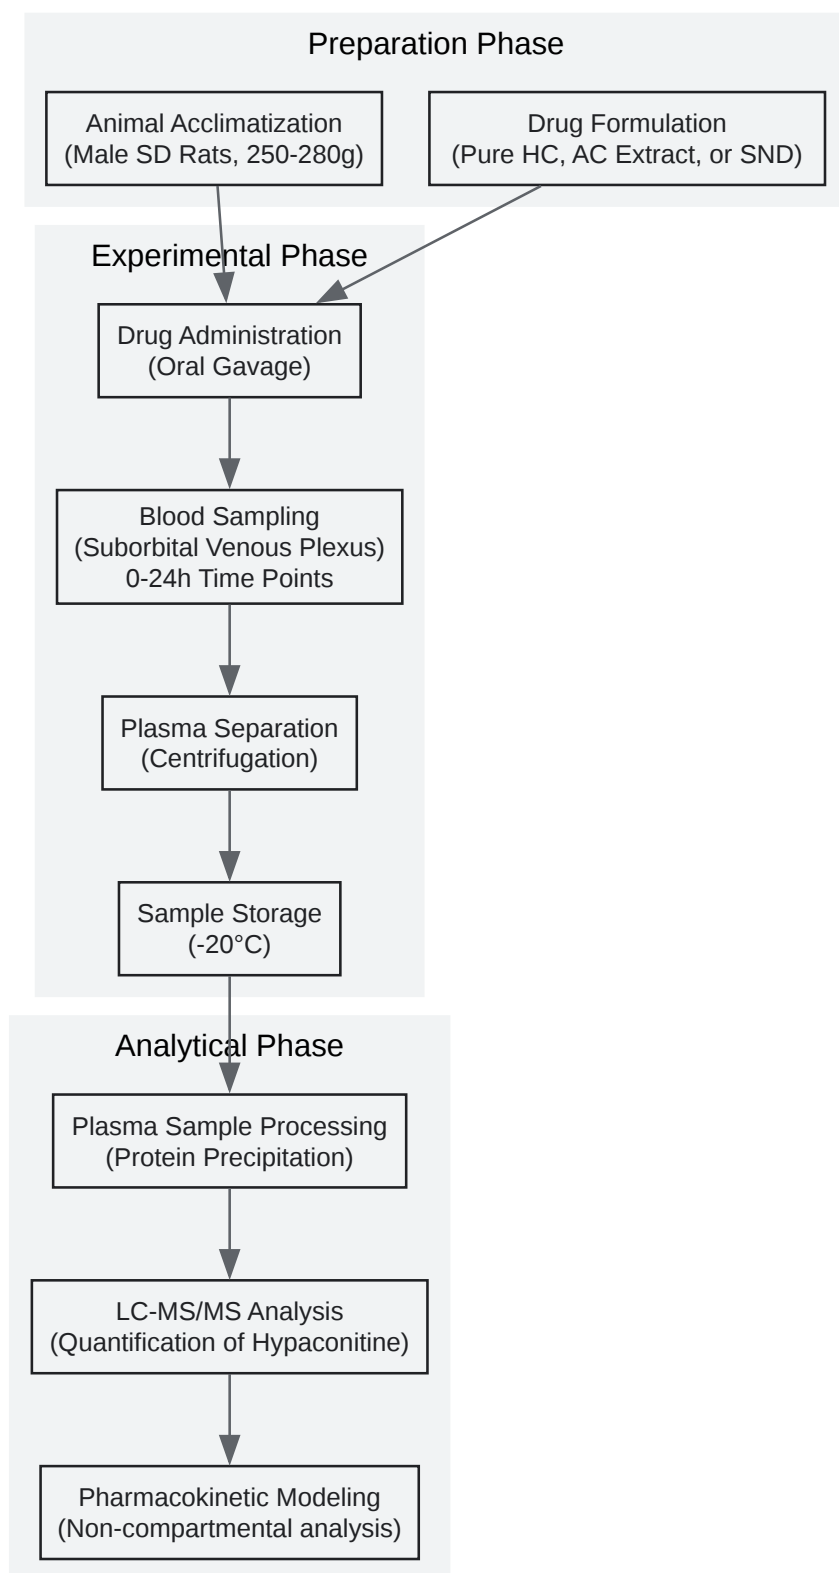 Preparation Phase
Animal Acclimatization
(Male SD Rats, 250-280g)
Drug Formulation
(Pure HC, AC Extract, or SND)
Experimental Phase
Drug Administration
(Oral Gavage)
Blood Sampling
(Suborbital Venous Plexus)
0-24h Time Points
Plasma Separation
(Centrifugation)
Sample Storage
(-20°C)
Analytical Phase
Plasma Sample Processing
(Protein Precipitation)
LC-MS/MS Analysis
(Quantification of Hypaconitine)
Pharmacokinetic Modeling
(Non-compartmental analysis)